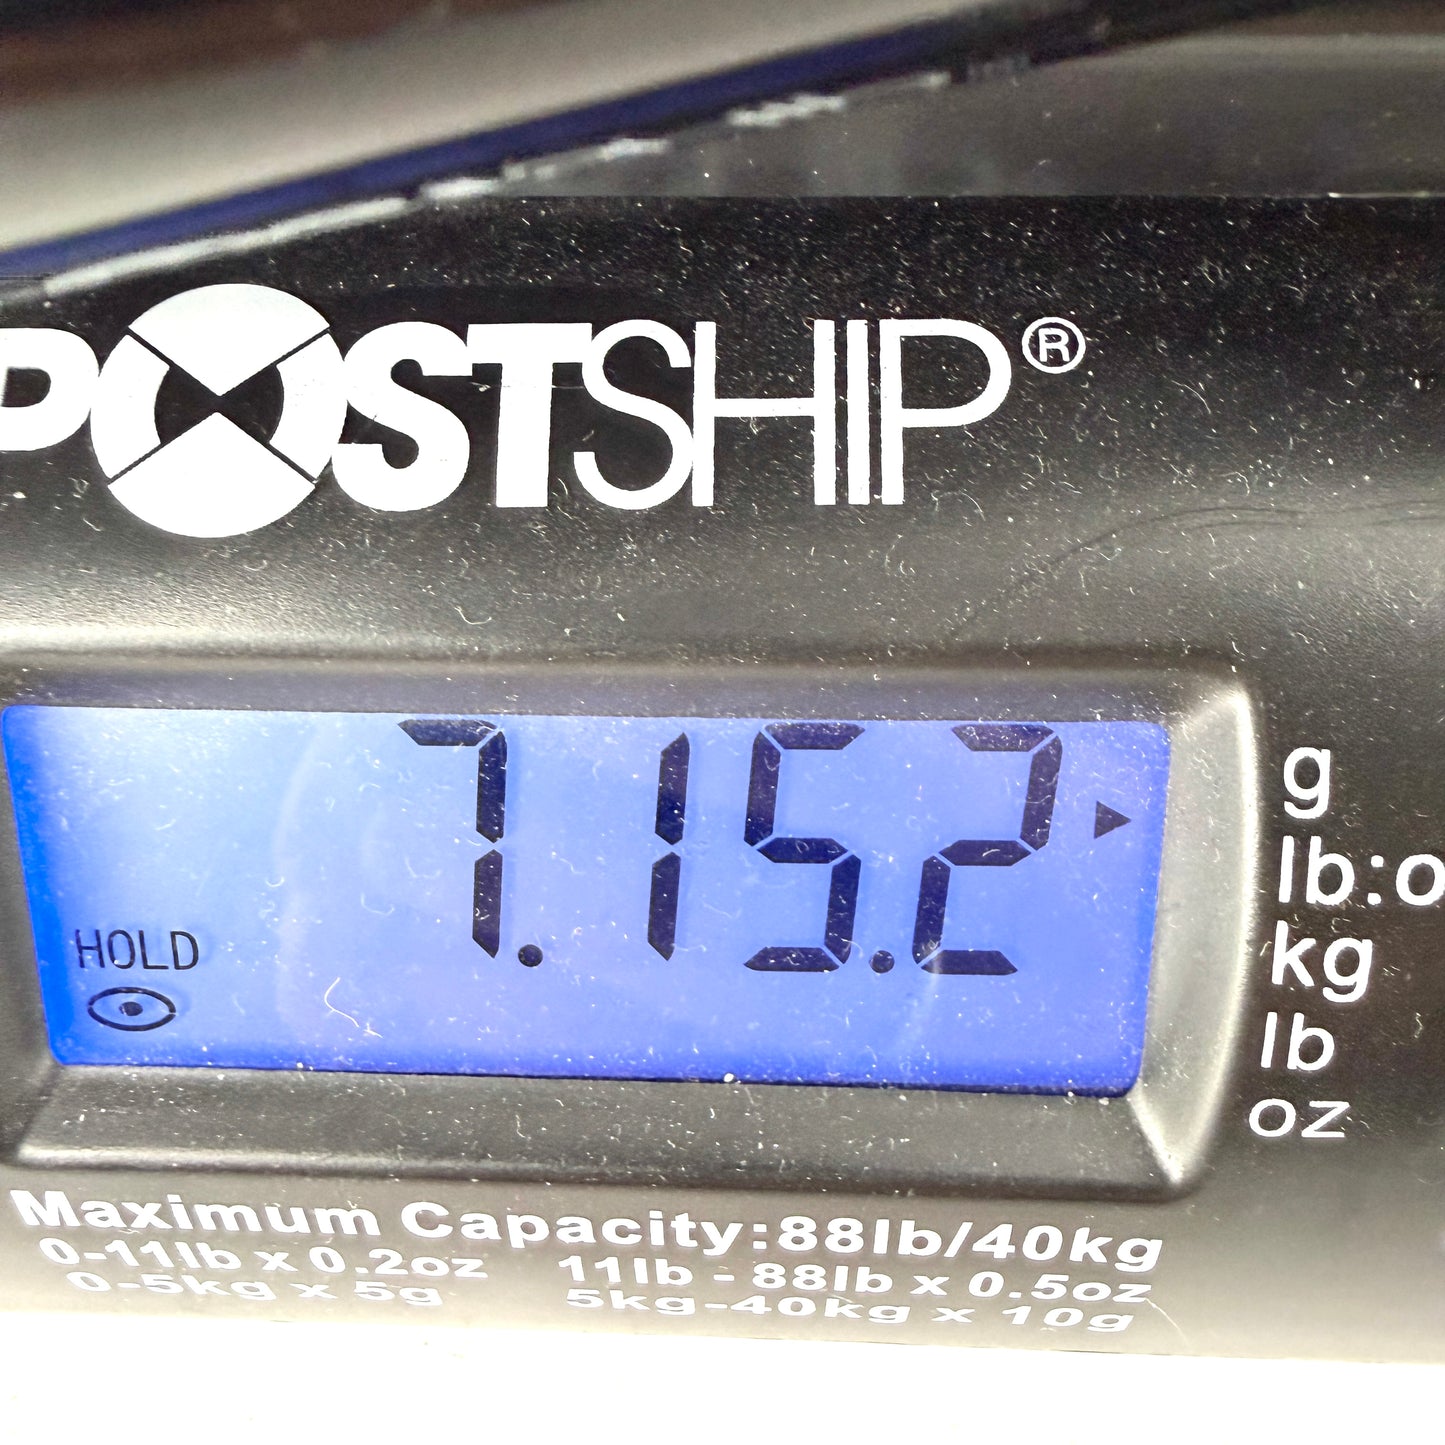 POSTSHIP®
7.15.2
HOLD
g
lb:o
kg
lb
oz
Maximum Capacity:88lb/40kg
0-11lb x 0.2oz 11lb - 88lb x 0.5oz
0-5kg x 5g 5kg-40kg x 10g